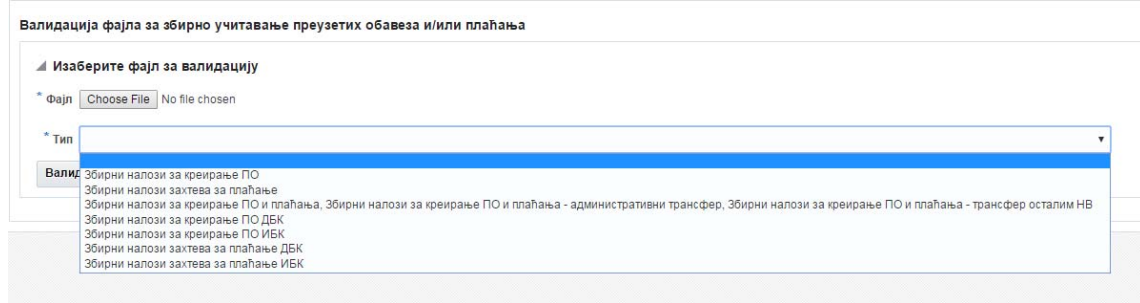 Валидација фајла за збирно учитавање преузетих обавеза и/или плаћања
Изаберите фајл за валидацију
* Фајл Choose File No file chosen
* Тип
Збирни налози за креирање ПО
Збирни налози захтева за плаћање
Збирни налози за креирање ПО и плаћања, Збирни налози за креирање ПО и плаћања - административни трансфер, Збирни налози за креирање ПО и плаћања - трансфер осталим НВ
Збирни налози за креирање ПО ДБК
Збирни налози за креирање ПО ИБК
Збирни налози захтева за плаћање ДБК
Збирни налози захтева за плаћање ИБК